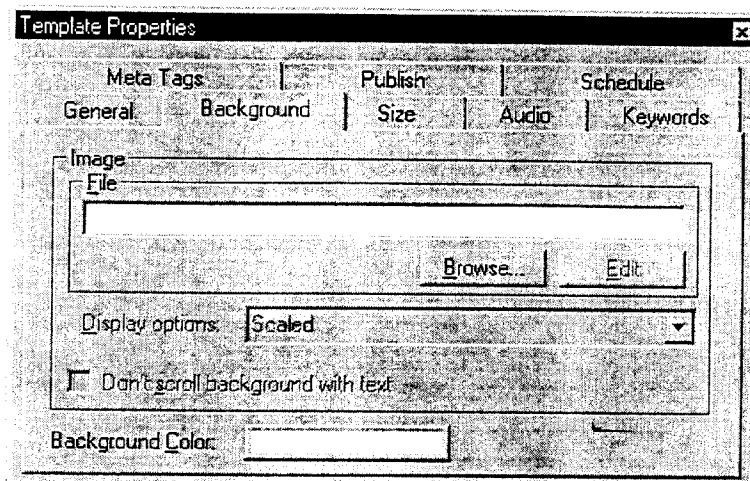 Template Properties
Meta Tags Publish Schedule
General Background Size Audio Keywords
Image
File
Browse... Edit
Display options: Scaled
Don't scroll background with text
Background Color: